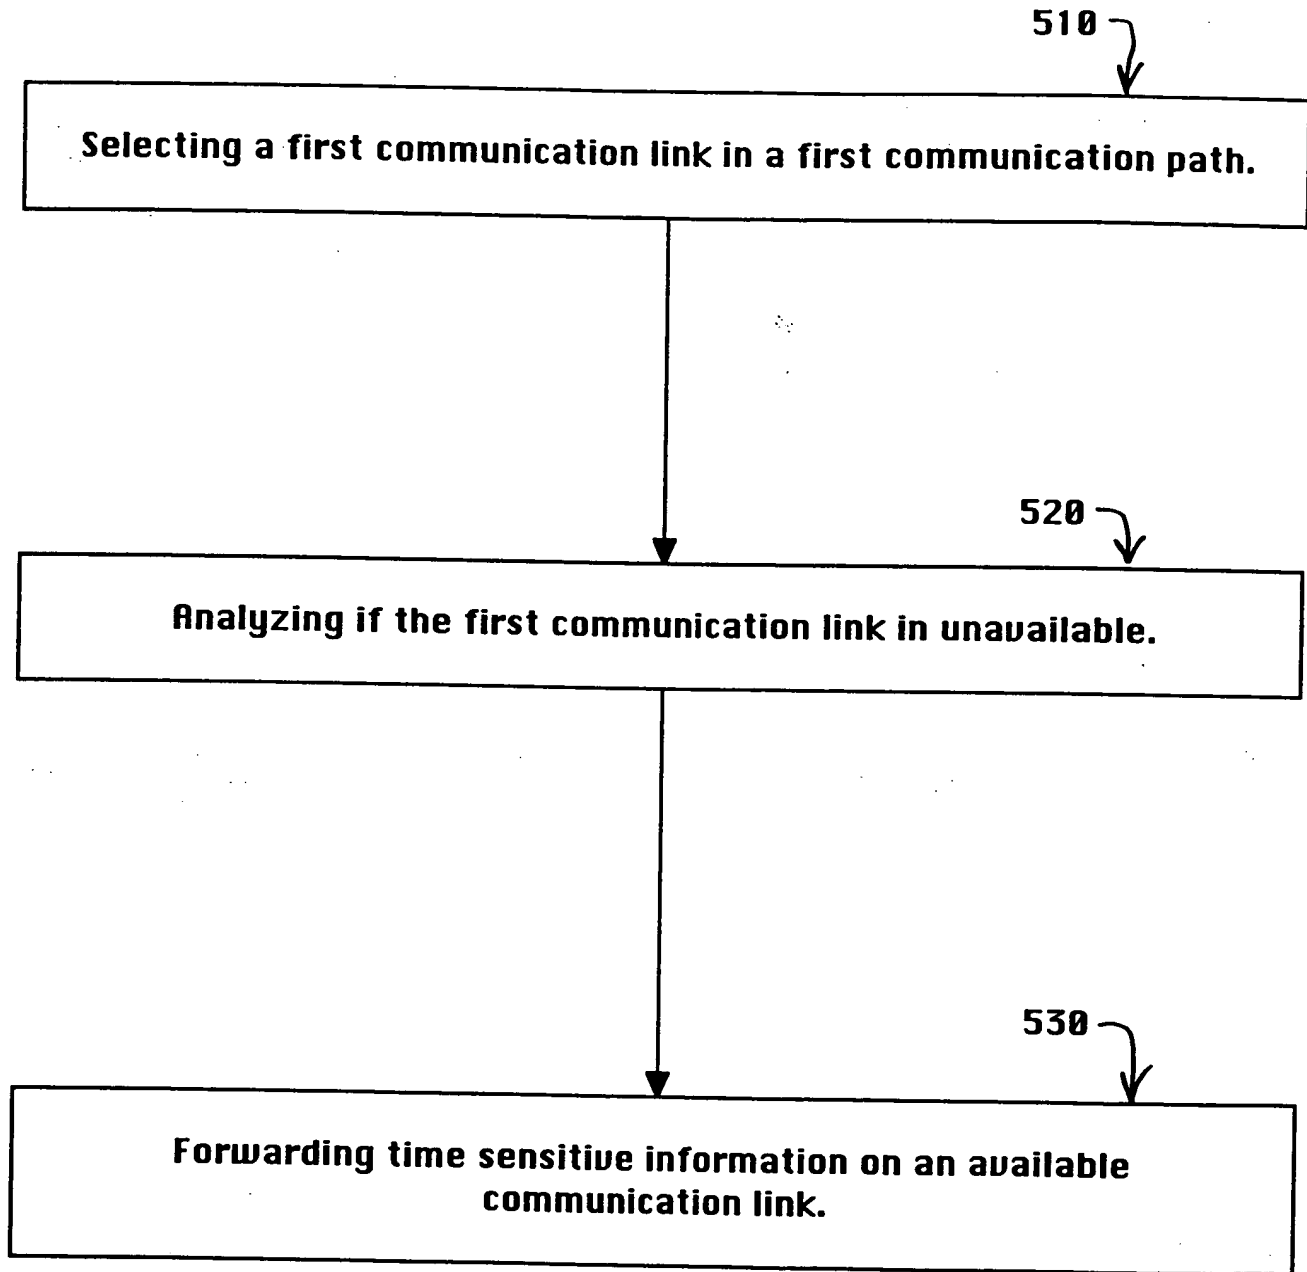 510
Selecting a first communication link in a first communication path.
520
Analyzing if the first communication link in unavailable.
530
Forwarding time sensitive information on an available
communication link.